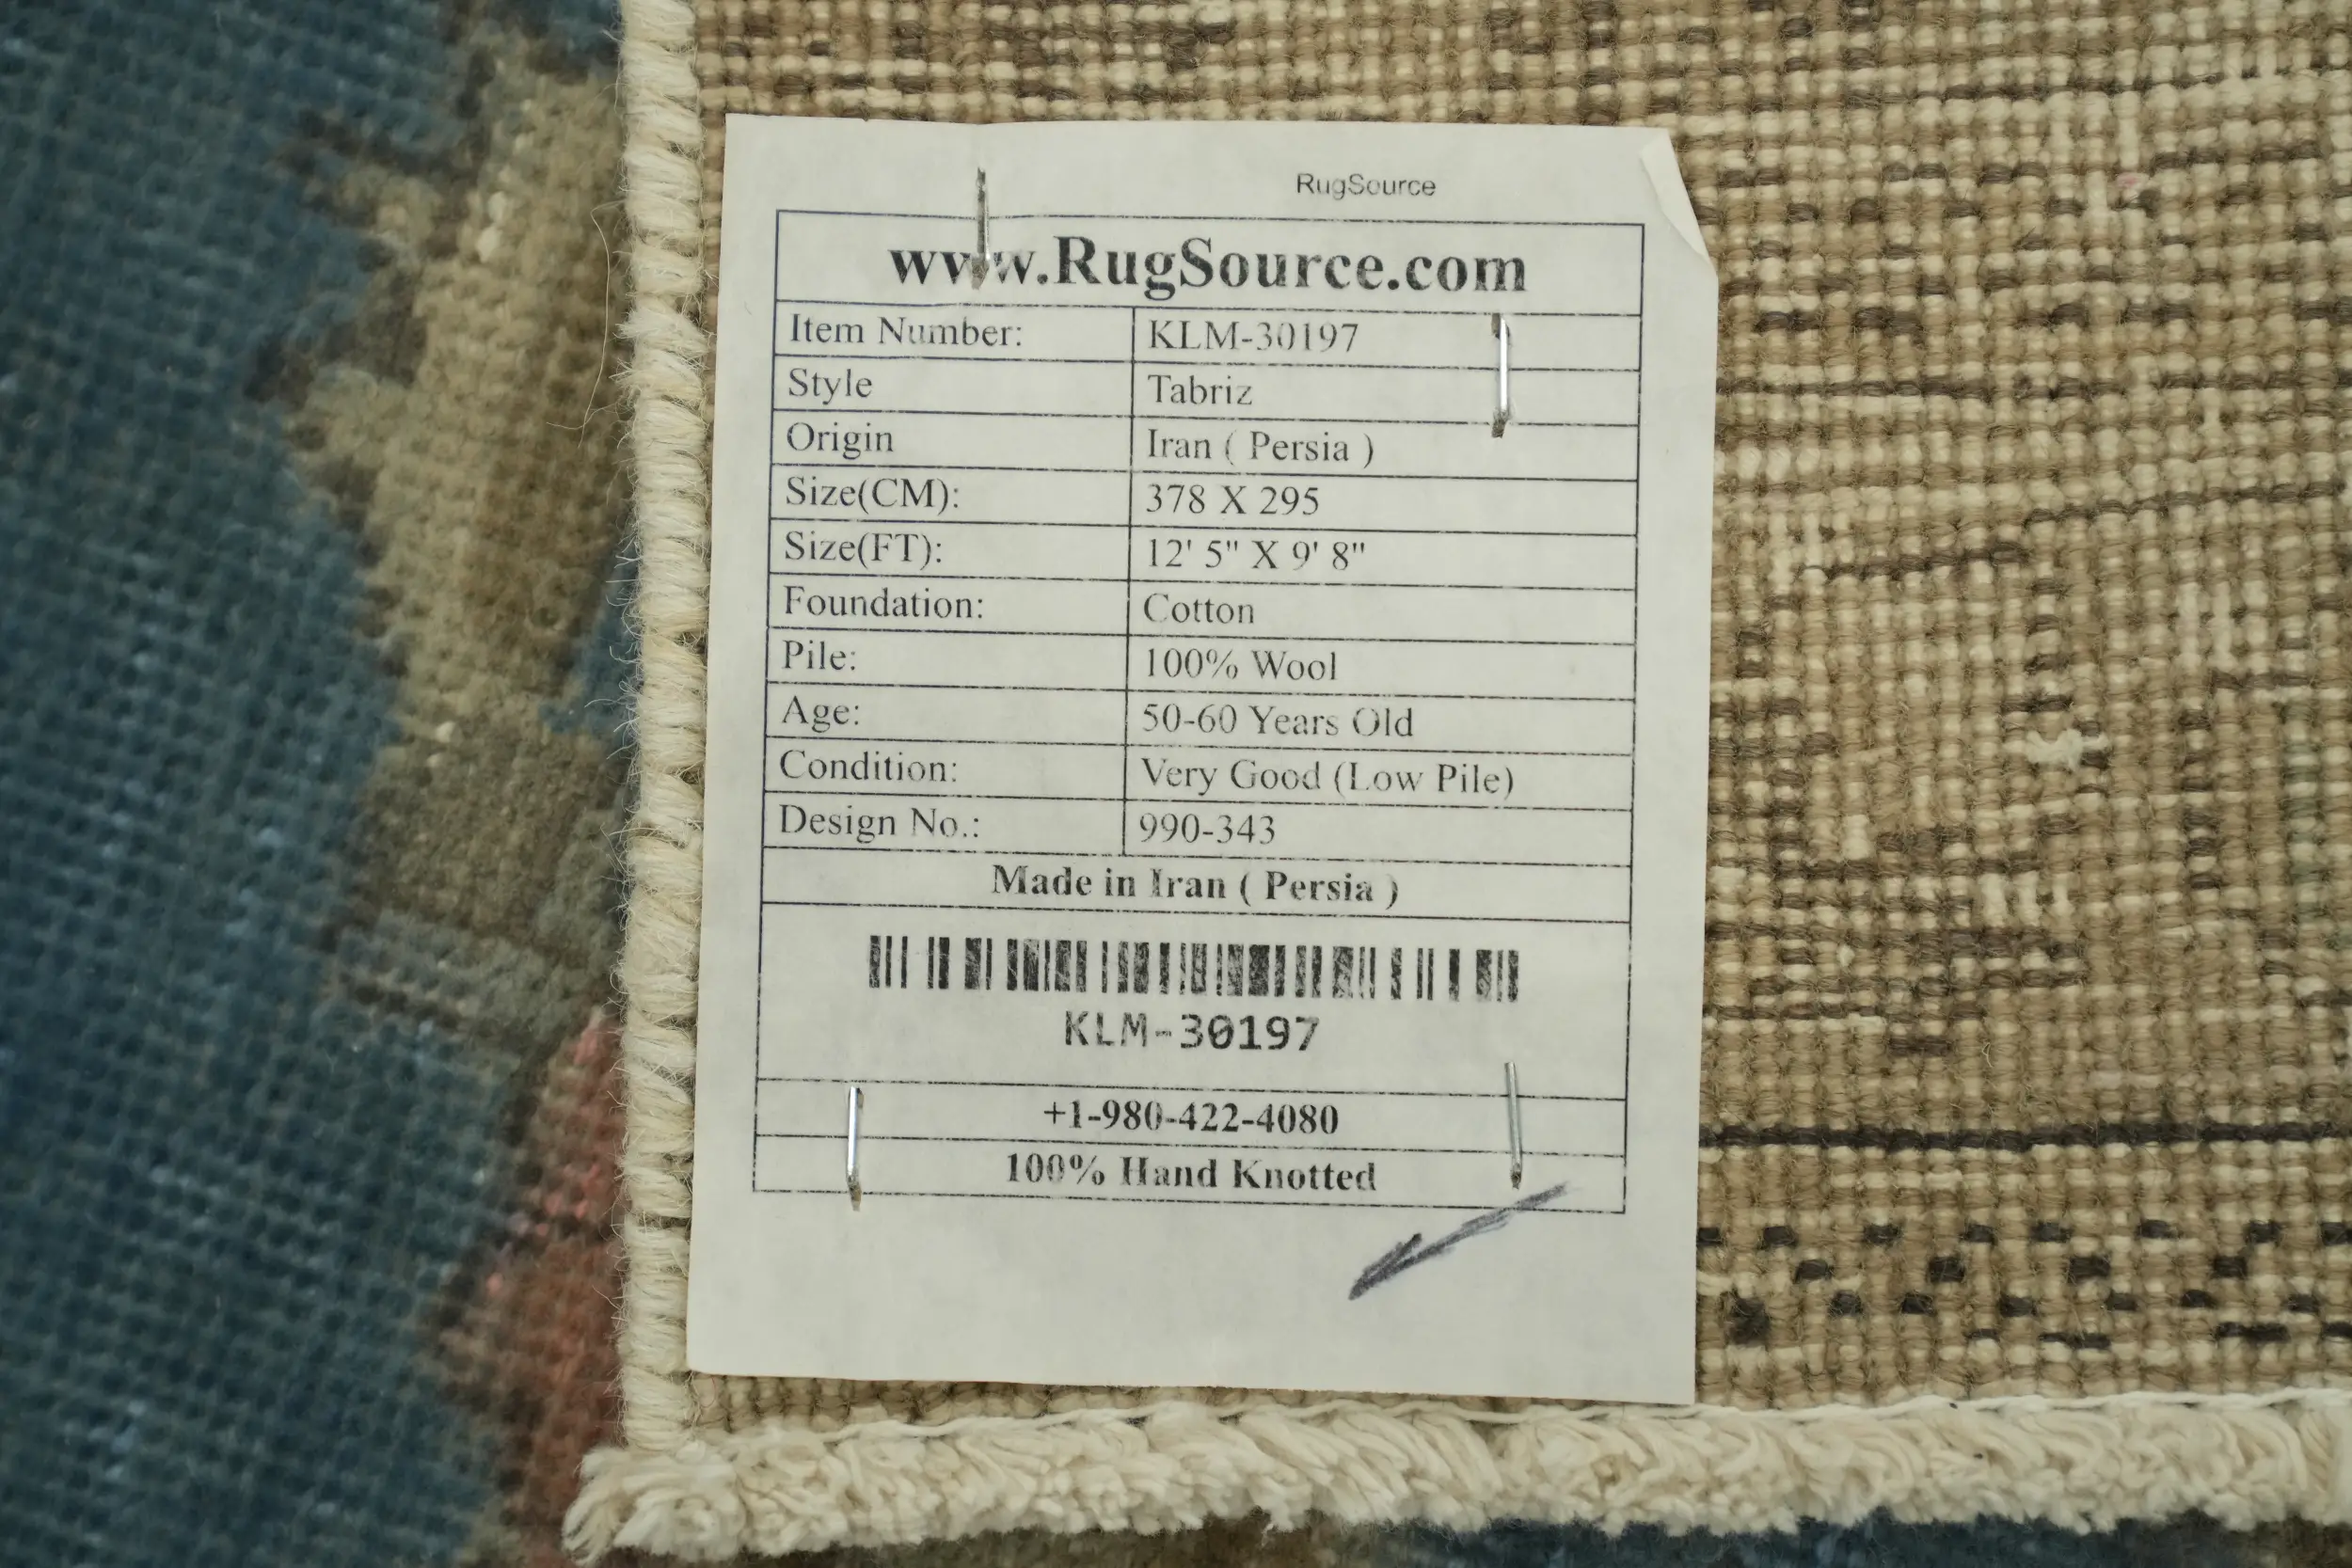 RugSource
www.RugSource.com
Item Number: KLM-30197
Style Tabriz
Origin Iran ( Persia )
Size(CM): 378 X 295
Size(FT): 12' 5" X 9' 8"
Foundation: Cotton
Pile: 100% Wool
Age: 50-60 Years Old
Condition: Very Good (Low Pile)
Design No.: 990-343
Made in Iran ( Persia )
KLM-30197
+1-980-422-4080
100% Hand Knotted